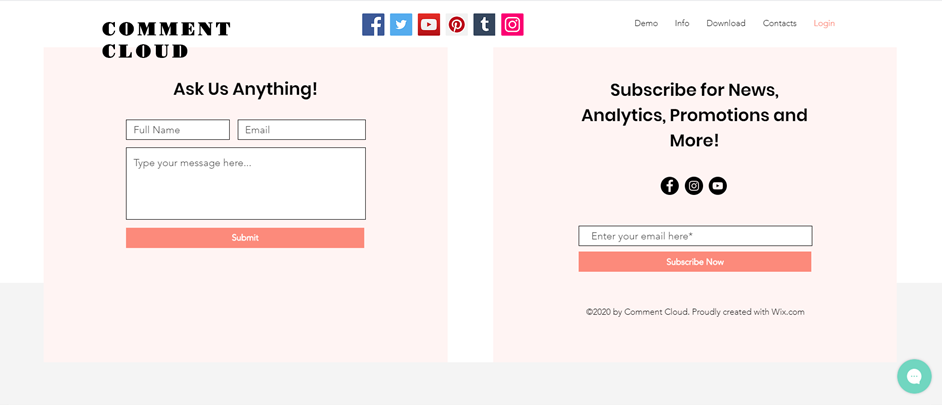 COMMENT
CLOUD
Demo Info Download Contacts Login
Ask Us Anything!
Full Name
Email
Type your message here...
Submit
Subscribe for News,
Analytics, Promotions and
More!
Enter your email here*
Subscribe Now
©2020 by Comment Cloud. Proudly created with Wix.com